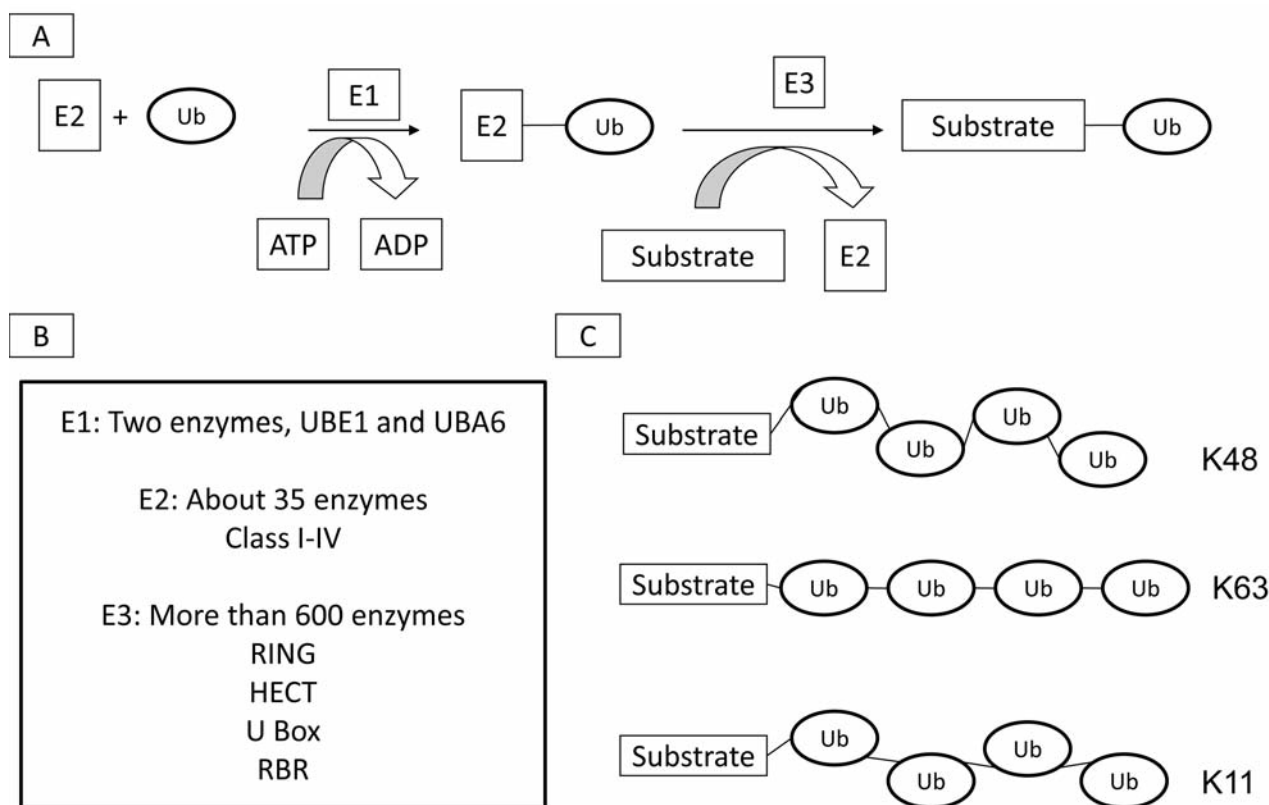 A
E2 + Ub E1 E2 Ub E3 Substrate Ub
ATP ADP Substrate E2
B
E1: Two enzymes, UBE1 and UBA6
E2: About 35 enzymes
Class I-IV
E3: More than 600 enzymes
RING
HECT
U Box
RBR
C
Substrate Ub Ub Ub Ub K48
Substrate Ub Ub Ub Ub K63
Substrate Ub Ub Ub Ub K11